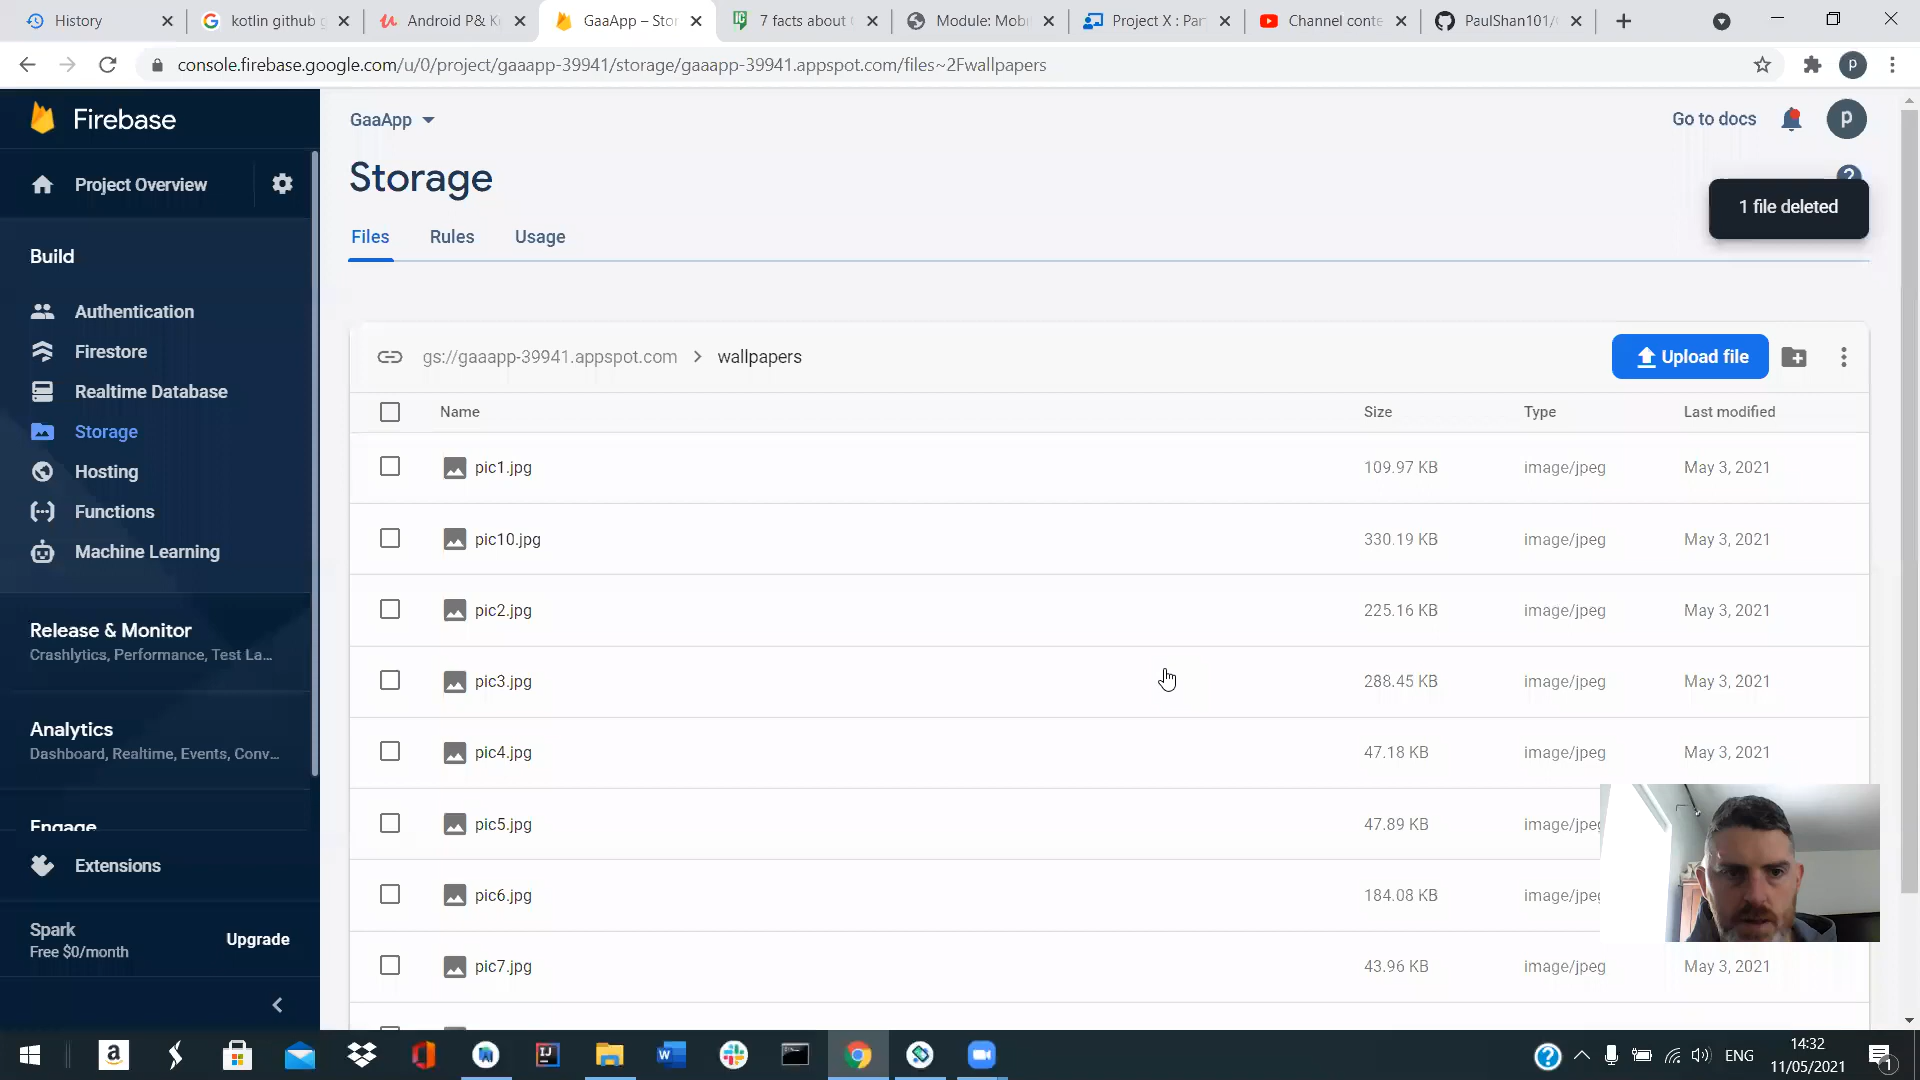 History
kotlin github g
Android P& K
GaaApp – Stor
7 facts about
Module: Mobi
Project X : Par
Channel conte
PaulShan101/
console.firebase.google.com/u/0/project/gaaapp-39941/storage/gaaapp-39941.appspot.com/files~2Fwallpapers
p
Firebase
GaaApp
Go to docs
p
Project Overview
Storage
?
1 file deleted
Files
Rules
Usage
Build
Authentication
Firestore
Realtime Database
Storage
Hosting
Functions
Machine Learning
gs://gaaapp-39941.appspot.com > wallpapers
Upload file
Name
Size
Type
Last modified
pic1.jpg 109.97 KB image/jpeg May 3, 2021
pic10.jpg 330.19 KB image/jpeg May 3, 2021
pic2.jpg 225.16 KB image/jpeg May 3, 2021
pic3.jpg 288.45 KB image/jpeg May 3, 2021
pic4.jpg 47.18 KB image/jpeg May 3, 2021
pic5.jpg 47.89 KB image/jpeg
pic6.jpg 184.08 KB image/jpeg
pic7.jpg 43.96 KB image/jpeg May 3, 2021
Release & Monitor
Crashlytics, Performance, Test La...
Analytics
Dashboard, Realtime, Events, Conv...
Engage
Extensions
Spark
Free $0/month
Upgrade
ENG
14:32
11/05/2021
1